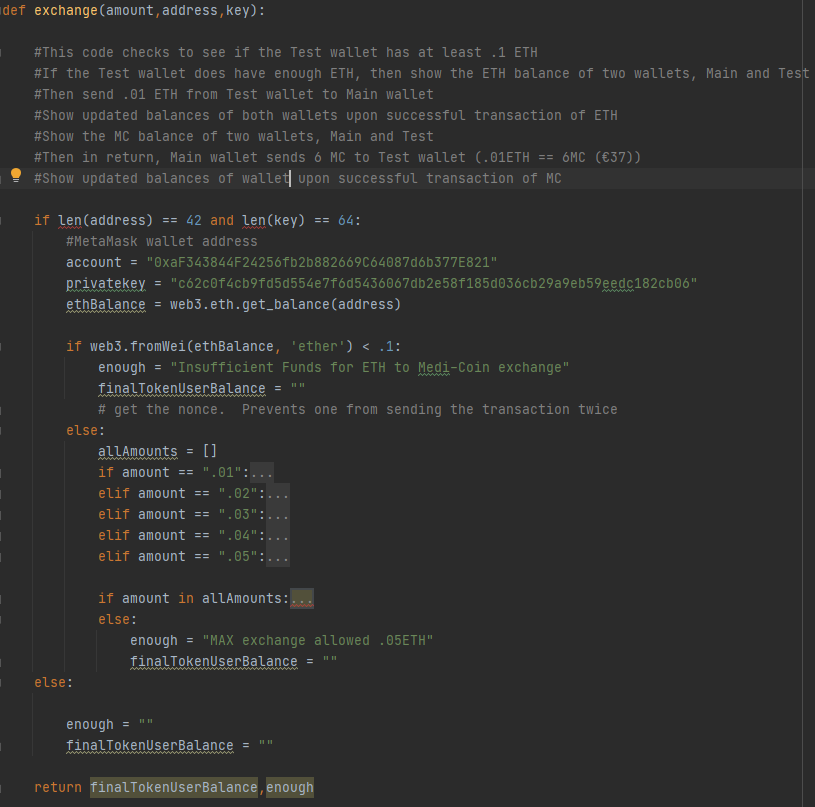 def exchange(amount,address,key):
#This code checks to see if the Test wallet has at least .1 ETH
#If the Test wallet does have enough ETH, then show the ETH balance of two wallets, Main and Test
#Then send .01 ETH from Test wallet to Main wallet
#Show updated balances of both wallets upon successful transaction of ETH
#Show the MC balance of two wallets, Main and Test
#Then in return, Main wallet sends 6 MC to Test wallet (.01ETH == 6MC (€37))
#Show updated balances of wallet upon successful transaction of MC
if len(address) == 42 and len(key) == 64:
#MetaMask wallet address
account = "0xaF343844F24256fb2b882669C64087d6b377E821"
privatekey = "c62c0f4cb9fd5d554e7f6d5436067db2e58f185d036cb29a9eb59eedc182cb06"
ethBalance = web3.eth.get_balance(address)
if web3.fromWei(ethBalance, 'ether') < .1:
enough = "Insufficient Funds for ETH to Medi-Coin exchange"
finalTokenUserBalance = ""
# get the nonce.  Prevents one from sending the transaction twice
else:
allAmounts = []
if amount == ".01":...
elif amount == ".02":...
elif amount == ".03":...
elif amount == ".04":...
elif amount == ".05":...
if amount in allAmounts:...
else:
enough = "MAX exchange allowed .05ETH"
finalTokenUserBalance = ""
else:
enough = ""
finalTokenUserBalance = ""
return finalTokenUserBalance,enough